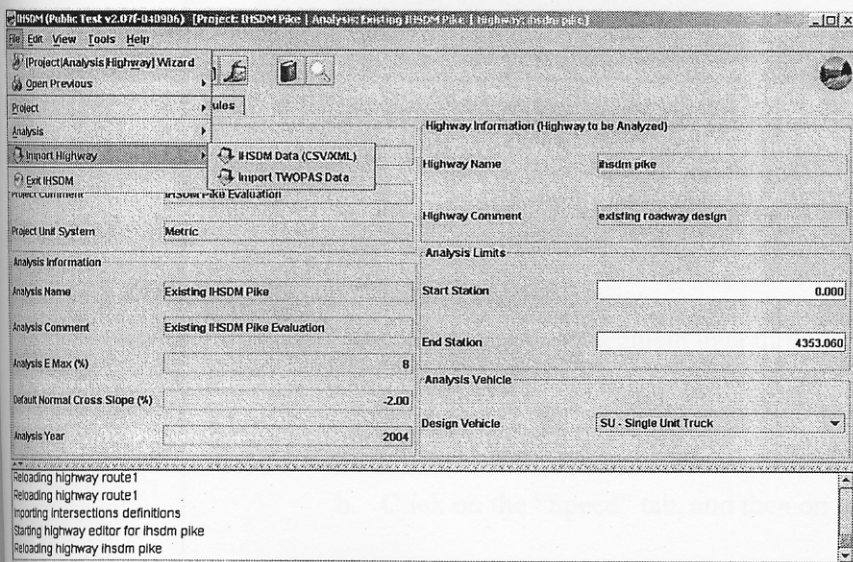 IHSDM (Public Test v2.07f-040906) [Project: IHSDM Pike | Analysis: Existing IHSDM Pike | Highway: ihsdm pike]
File Edit View Tools Help
[Project|Analysis|Highway] Wizard
Open Previous
Project
ules
Analysis
Import Highway
IHSDM Data (CSV/XML)
Import TWOPAS Data
Exit IHSDM
Project Comment
IHSDM Pike Evaluation
Project Unit System
Metric
Analysis Information
Analysis Name
Existing IHSDM Pike
Analysis Comment
Existing IHSDM Pike Evaluation
Analysis E Max (%)
8
Default Normal Cross Slope (%)
-2.00
Analysis Year
2004
Highway Information (Highway to be Analyzed)
Highway Name
ihsdm pike
Highway Comment
existing roadway design
Analysis Limits
Start Station
0.000
End Station
4353.060
Analysis Vehicle
Design Vehicle
SU - Single Unit Truck
Reloading highway route1
Reloading highway route1
Importing intersections definitions
Starting highway editor for ihsdm pike
Reloading highway ihsdm pike